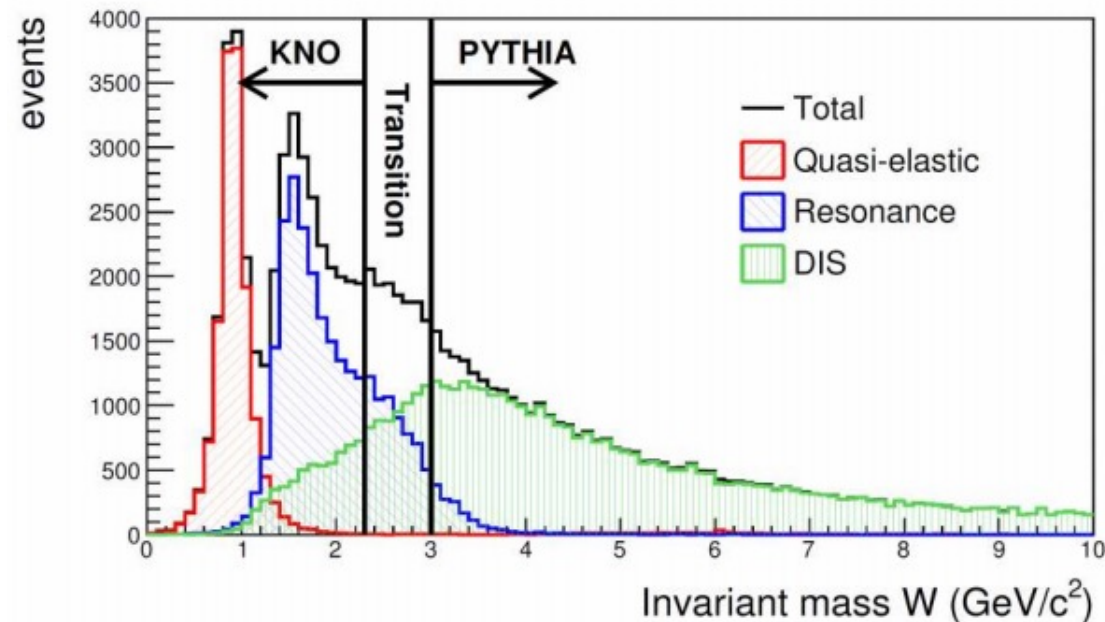 events
4000
3500
3000
2500
2000
1500
1000
500
0
KNO
Transition
PYTHIA
Total
Quasi-elastic
Resonance
DIS
0 1 2 3 4 5 6 7 8 9 10
Invariant mass W (GeV/c²)